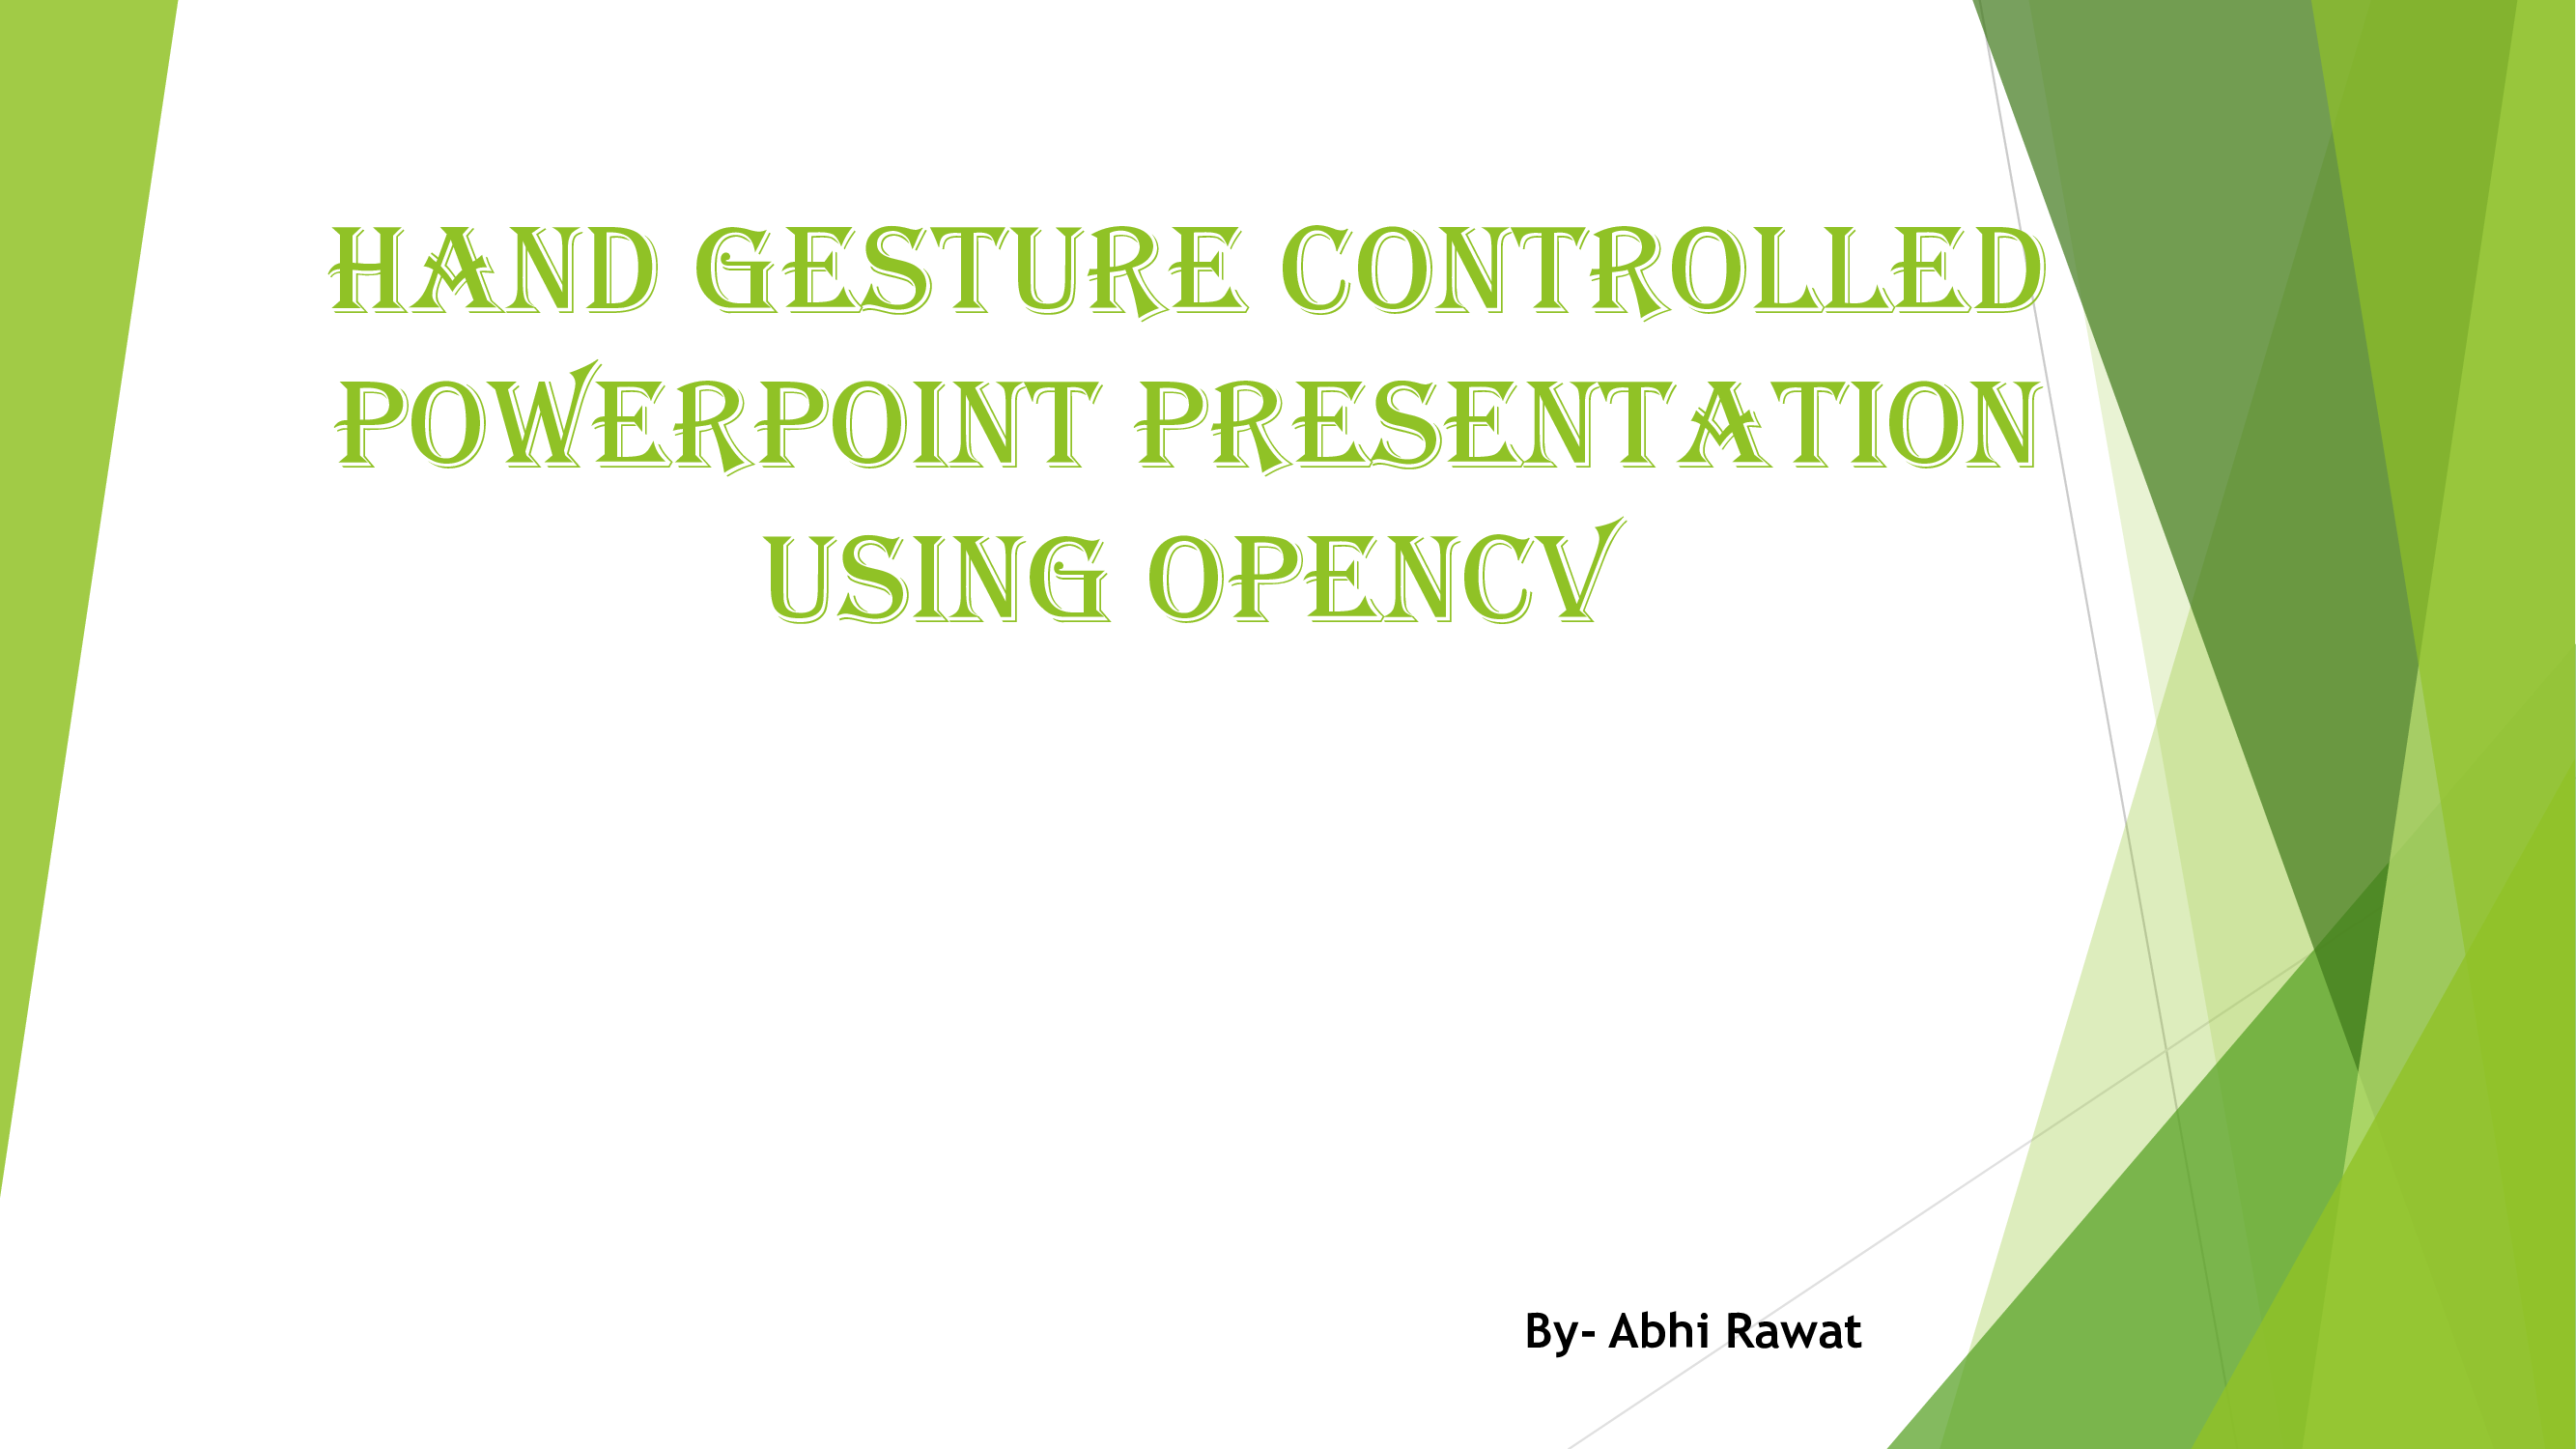 HAND GESTURE CONTROLLED
POWERPOINT PRESENTATION
USING OPENCV
By- Abhi Rawat